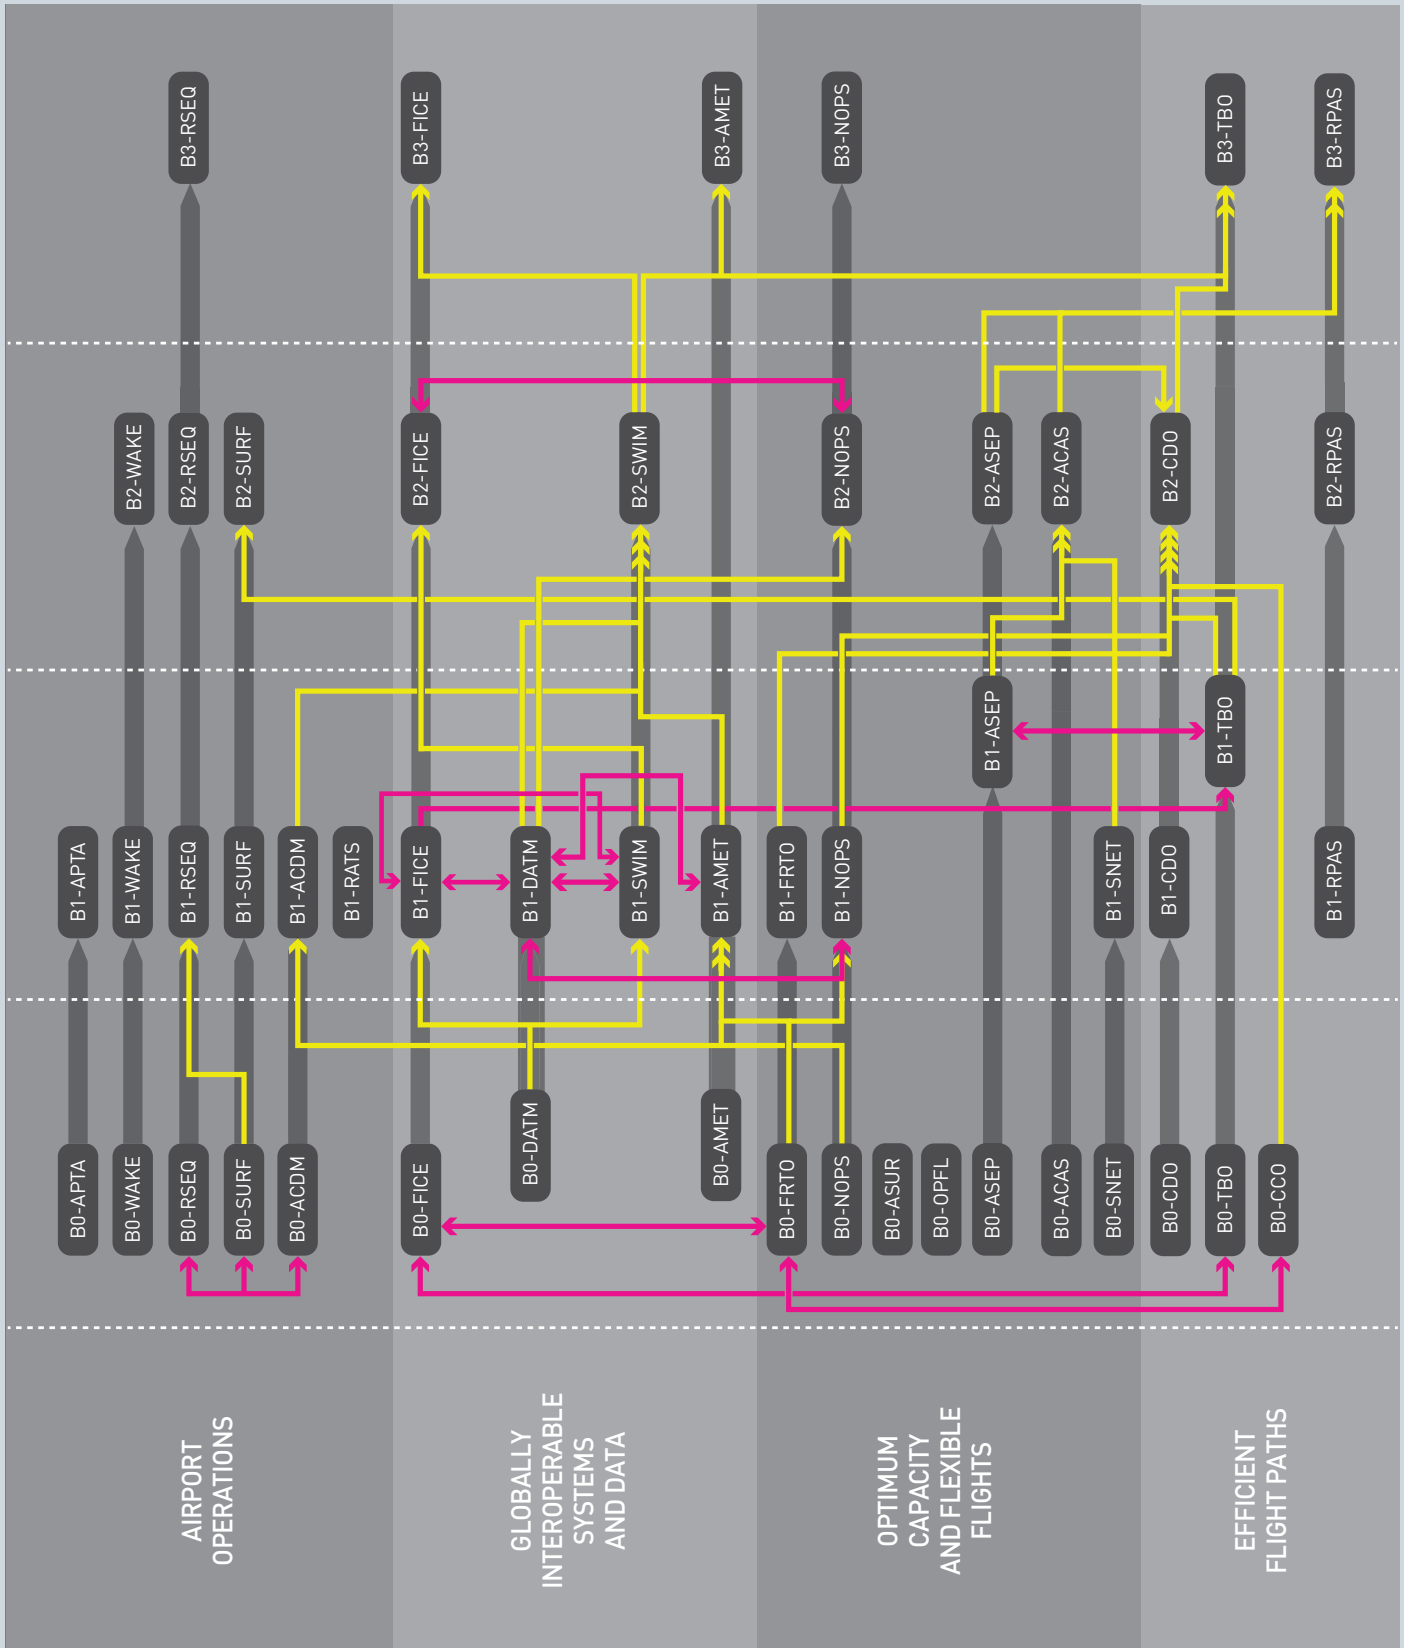 AIRPORT
OPERATIONS
B0-APTA
B1-APTA
B0-WAKE
B1-WAKE
B2-WAKE
B0-RSEQ
B1-RSEQ
B2-RSEQ
B3-RSEQ
B0-SURF
B1-SURF
B2-SURF
B0-ACDM
B1-ACDM
B1-RATS
GLOBALLY
INTEROPERABLE
SYSTEMS
AND DATA
B0-FICE
B1-FICE
B2-FICE
B3-FICE
B0-DATM
B1-DATM
B1-SWIM
B2-SWIM
B0-AMET
B1-AMET
B3-AMET
OPTIMUM
CAPACITY
AND FLEXIBLE
FLIGHTS
B0-FRTO
B1-FRTO
B0-NOPS
B1-NOPS
B2-NOPS
B3-NOPS
B0-ASUR
B0-OPFL
B0-ASEP
B1-ASEP
B2-ASEP
B0-ACAS
B2-ACAS
B0-SNET
B1-SNET
EFFICIENT
FLIGHT PATHS
B0-CDO
B1-CDO
B2-CDO
B0-TBO
B1-TBO
B3-TBO
B0-CCO
B1-RPAS
B2-RPAS
B3-RPAS